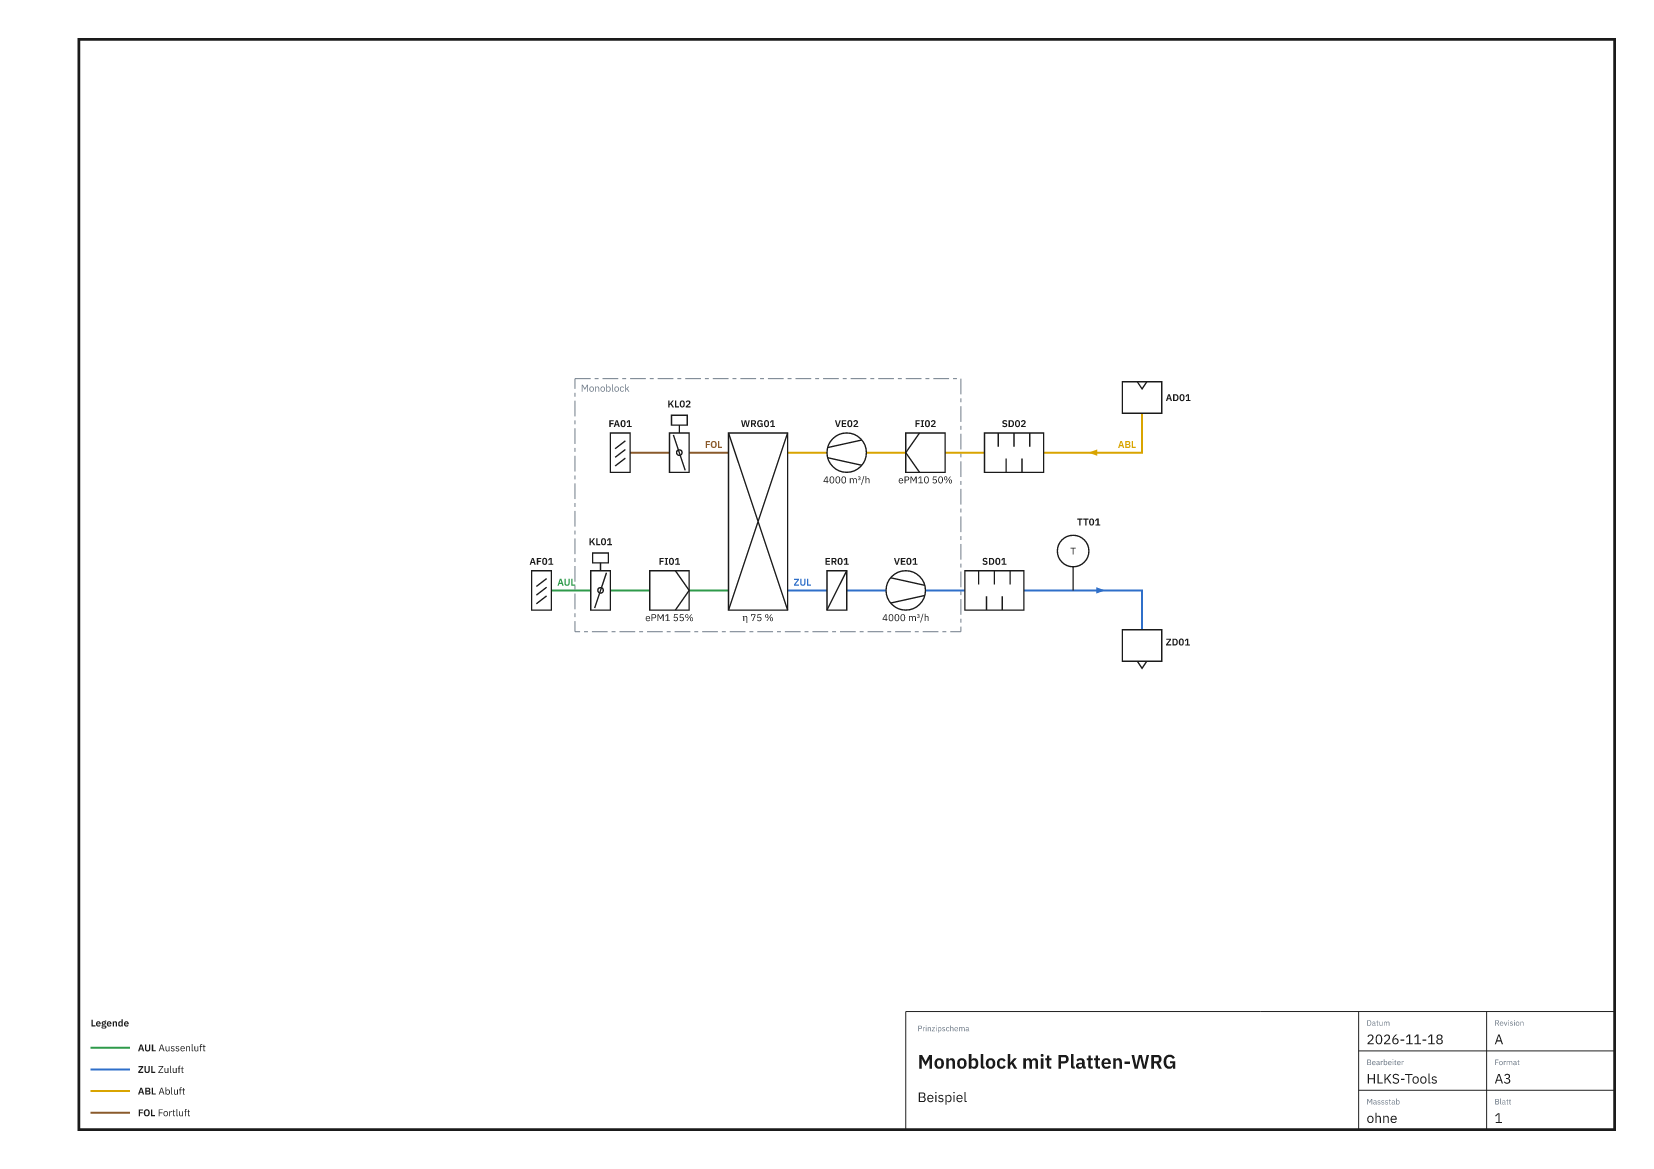 Monoblock
KL02
AD01
FA01
WRG01
VE02
FI02
SD02
FOL
ABL
4000 m³/h
ePM10 50%
TT01
KL01
T
AF01
FI01
ER01
VE01
SD01
AUL
ZUL
ePM1 55%
η 75 %
4000 m³/h
ZD01
Legende
AUL Aussenluft
ZUL Zuluft
ABL Abluft
FOL Fortluft
Prinzipschema
Monoblock mit Platten-WRG
Beispiel
Datum
2026-11-18
Revision
A
Bearbeiter
HLKS-Tools
Format
A3
Massstab
ohne
Blatt
1